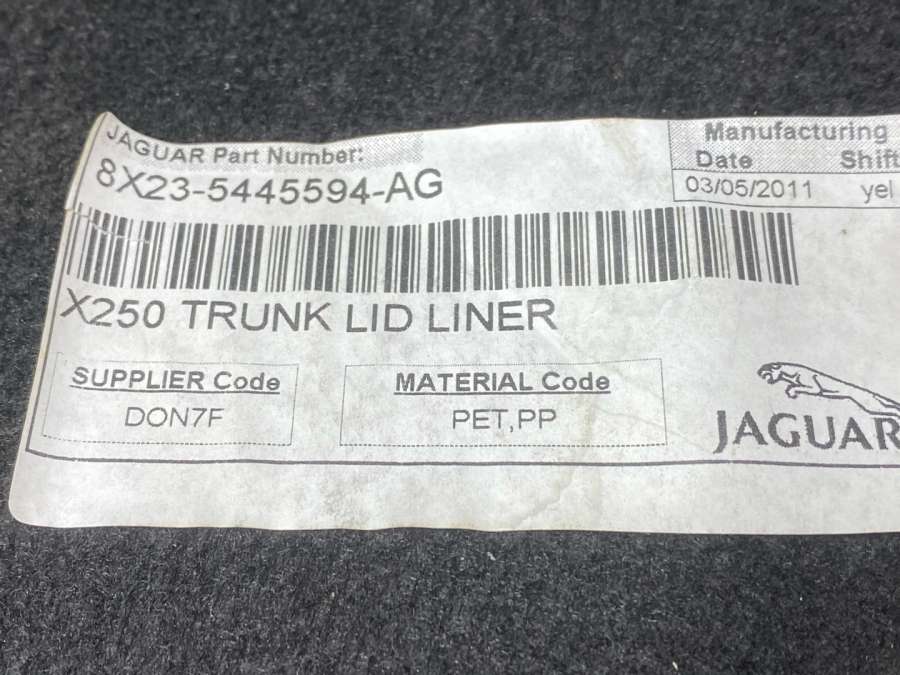 JAGUAR Part Number:
8X23-5445594-AG
Manufacturing
Date Shift
03/05/2011 yel
X250 TRUNK LID LINER
SUPPLIER Code
DON7F
MATERIAL Code
PET,PP
JAGUAR